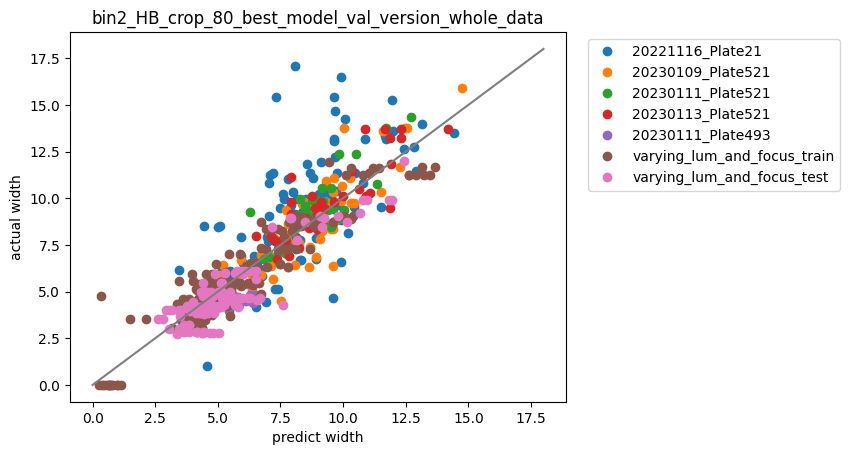 bin2_HB_crop_80_best_model_val_version_whole_data
17.5
15.0
12.5
10.0
7.5
5.0
2.5
0.0
actual width
0.0 2.5 5.0 7.5 10.0 12.5 15.0 17.5
predict width
20221116_Plate21
20230109_Plate521
20230111_Plate521
20230113_Plate521
20230111_Plate493
varying_lum_and_focus_train
varying_lum_and_focus_test